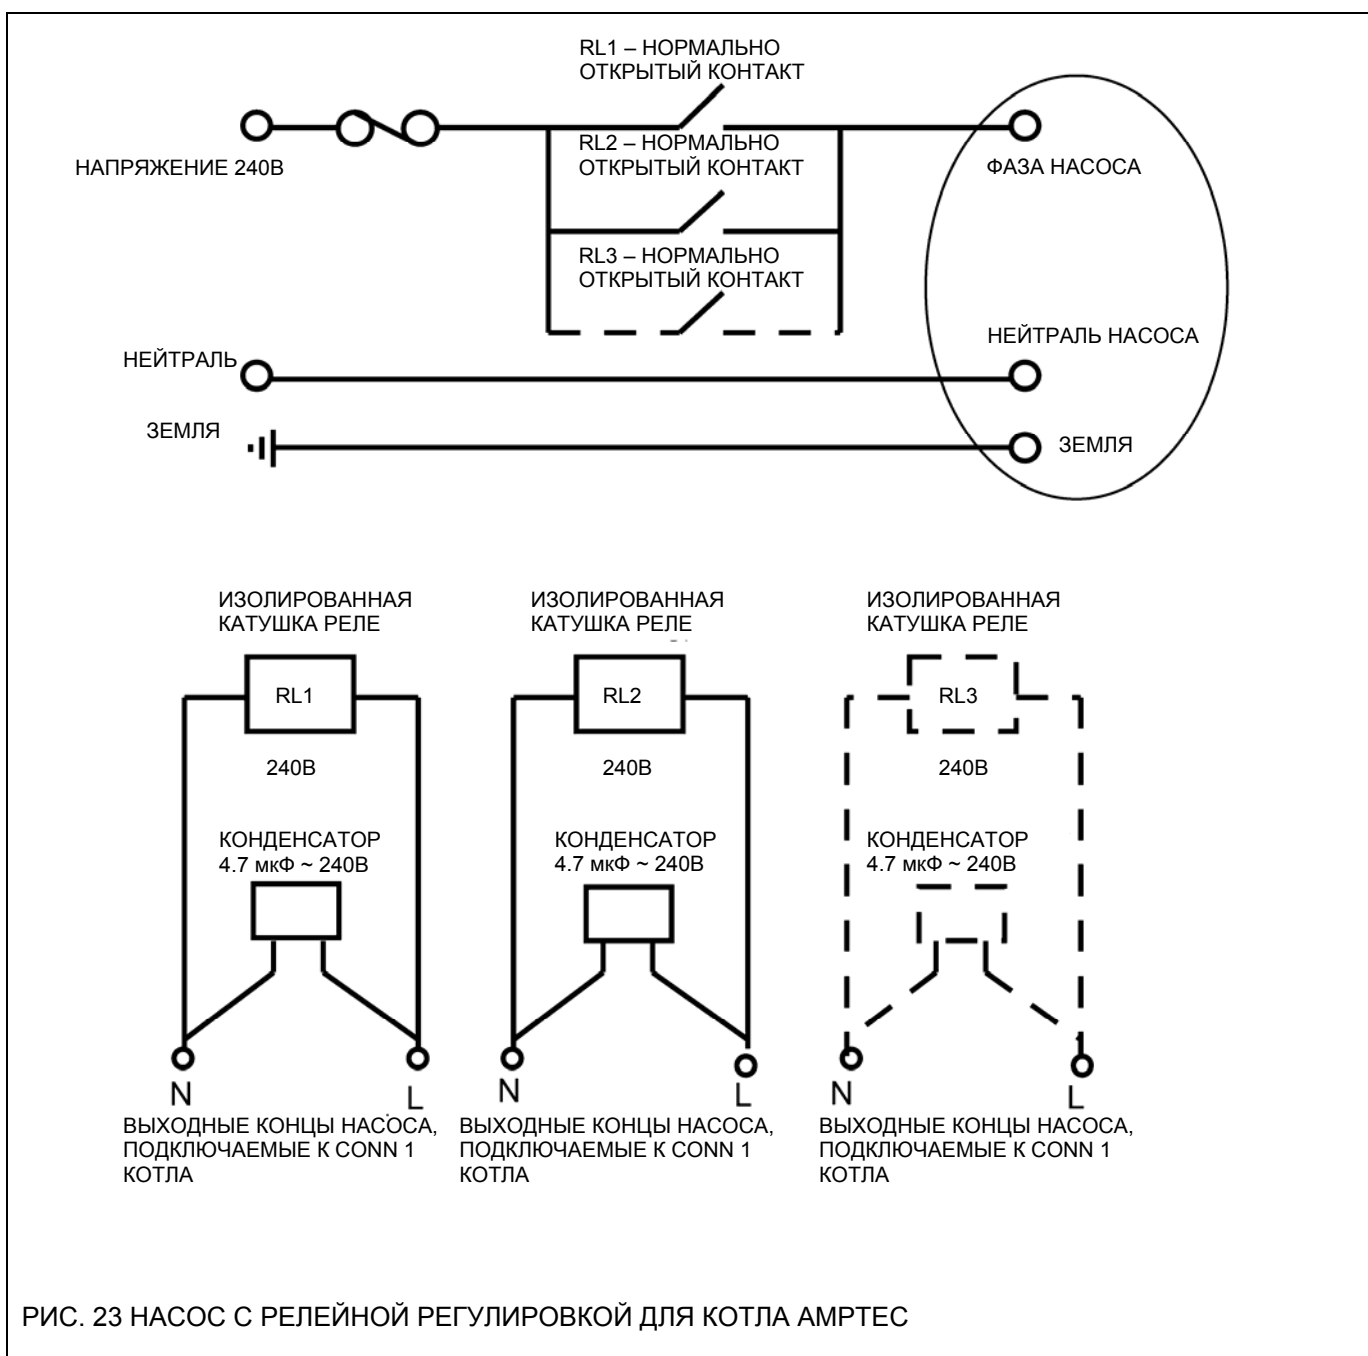 RL1 – НОРМАЛЬНО
ОТКРЫТЫЙ КОНТАКТ
НАПРЯЖЕНИЕ 240В
RL2 – НОРМАЛЬНО
ОТКРЫТЫЙ КОНТАКТ
ФАЗА НАСОСА
RL3 – НОРМАЛЬНО
ОТКРЫТЫЙ КОНТАКТ
НЕЙТРАЛЬ
НЕЙТРАЛЬ НАСОСА
ЗЕМЛЯ
ЗЕМЛЯ
ИЗОЛИРОВАННАЯ
КАТУШКА РЕЛЕ
RL1
240В
КОНДЕНСАТОР
4.7 мкФ ~ 240В
N
L
ВЫХОДНЫЕ КОНЦЫ НАСОСА,
ПОДКЛЮЧАЕМЫЕ К CONN 1
КОТЛА
ИЗОЛИРОВАННАЯ
КАТУШКА РЕЛЕ
RL2
240В
КОНДЕНСАТОР
4.7 мкФ ~ 240В
N
L
ВЫХОДНЫЕ КОНЦЫ НАСОСА,
ПОДКЛЮЧАЕМЫЕ К CONN 1
КОТЛА
ИЗОЛИРОВАННАЯ
КАТУШКА РЕЛЕ
RL3
240В
КОНДЕНСАТОР
4.7 мкФ ~ 240В
N
L
ВЫХОДНЫЕ КОНЦЫ НАСОСА,
ПОДКЛЮЧАЕМЫЕ К CONN 1
КОТЛА
РИС. 23 НАСОС С РЕЛЕЙНОЙ РЕГУЛИРОВКОЙ ДЛЯ КОТЛА AMPTEC